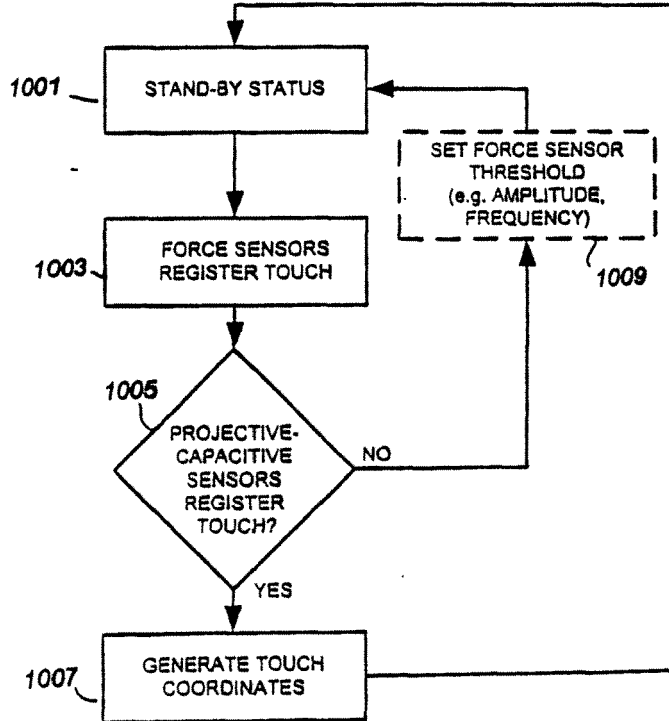 1001
STAND-BY STATUS
SET FORCE SENSOR
THRESHOLD
(e.g. AMPLITUDE,
FREQUENCY)
1009
1003
FORCE SENSORS
REGISTER TOUCH
1005
PROJECTIVE-
CAPACITIVE
SENSORS
REGISTER
TOUCH?
NO
YES
1007
GENERATE TOUCH
COORDINATES